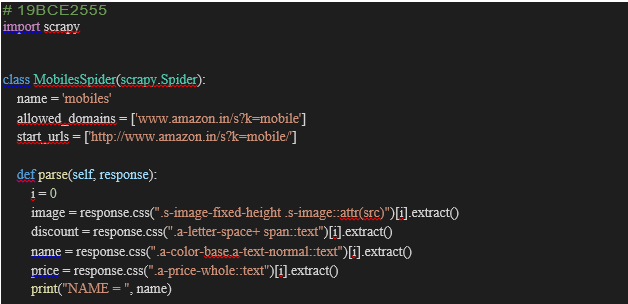 # 19BCE2555
import scrapy
class MobilesSpider(scrapy.Spider):
name = 'mobiles'
allowed_domains = ['www.amazon.in/s?k=mobile']
start_urls = ['http://www.amazon.in/s?k=mobile/']
def parse(self, response):
i = 0
image = response.css(".s-image-fixed-height .s-image::attr(src)")[i].extract()
discount = response.css(".a-letter-space+ span::text")[i].extract()
name = response.css(".a-color-base.a-text-normal::text")[i].extract()
price = response.css(".a-price-whole::text")[i].extract()
print("NAME = ", name)